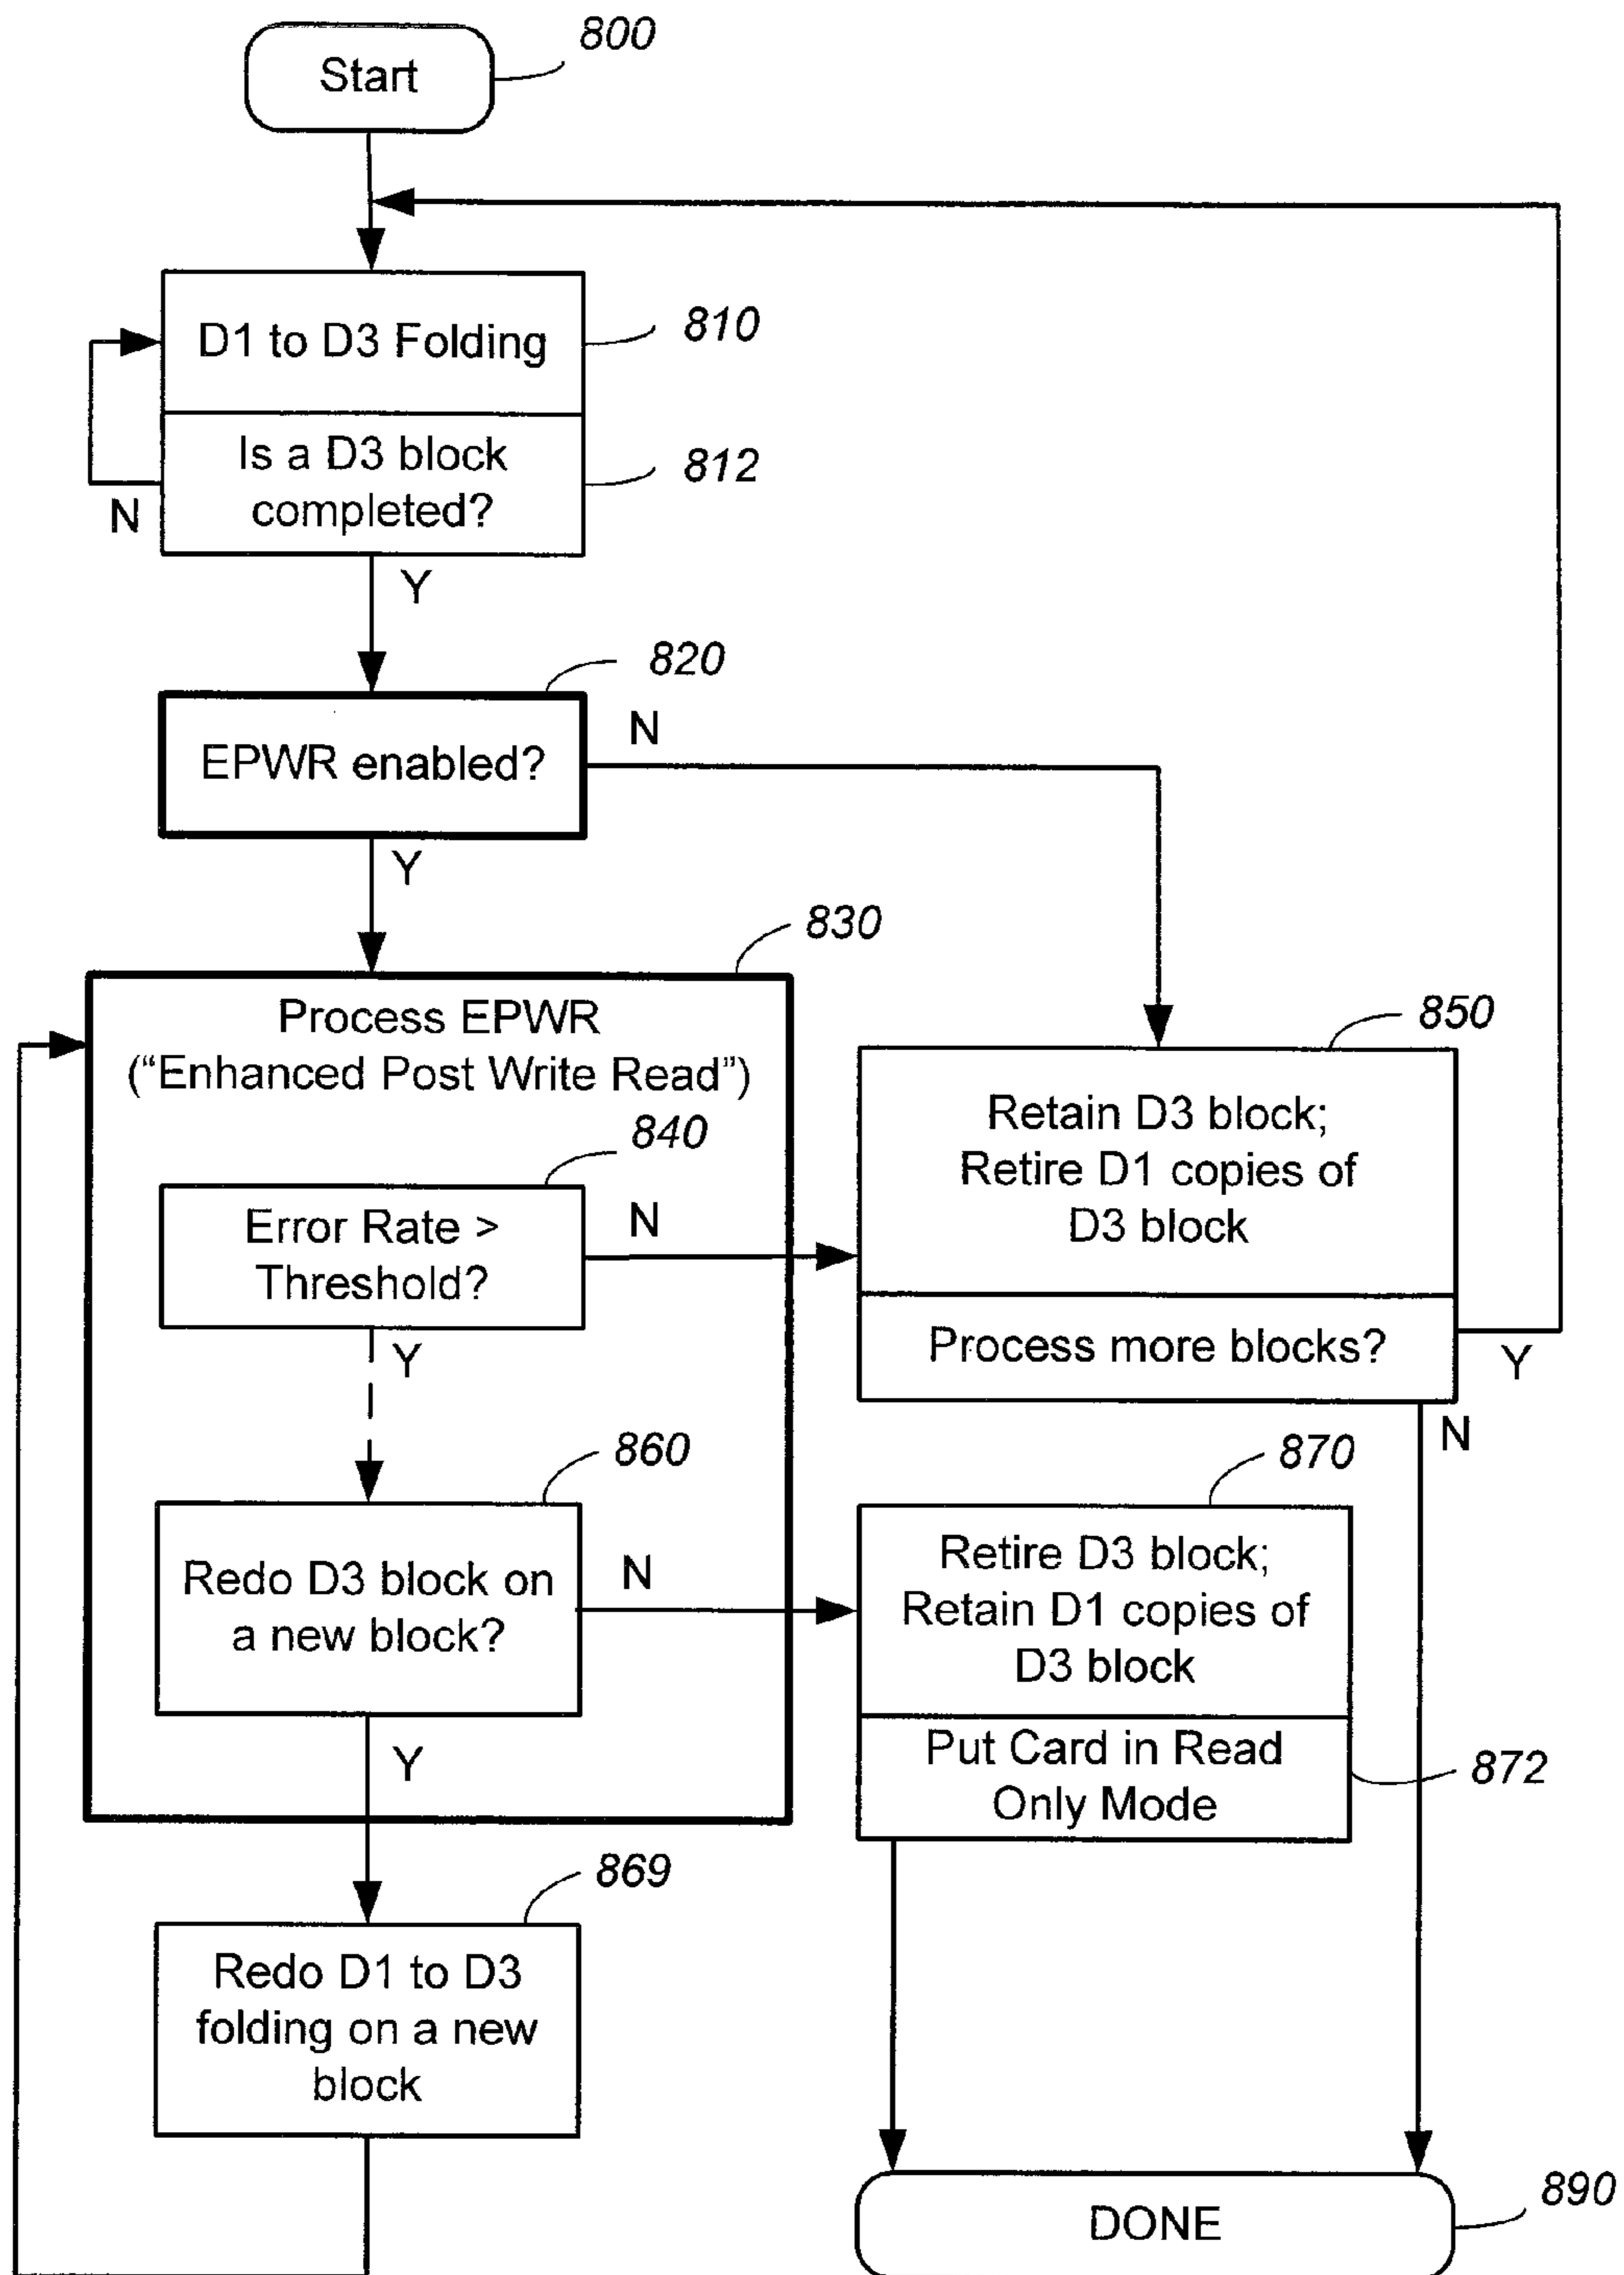 Start
800
D1 to D3 Folding
810
Is a D3 block
completed?
812
N
Y
820
EPWR enabled?
N
Y
830
Process EPWR
(“Enhanced Post Write Read”)
840
Error Rate >
Threshold?
N
Y
850
Retain D3 block;
Retire D1 copies of
D3 block
Process more blocks?
Y
N
860
Redo D3 block on
a new block?
N
Y
870
Retire D3 block;
Retain D1 copies of
D3 block
Put Card in Read
Only Mode
872
869
Redo D1 to D3
folding on a new
block
DONE
890